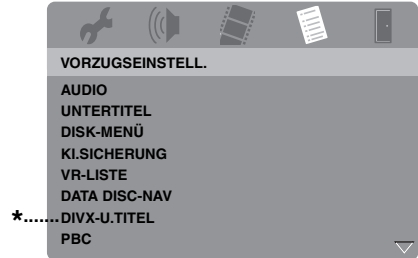 VORZUGSEINSTELL.
AUDIO
UNTERTITEL
DISK-MENÜ
KI.SICHERUNG
VR-LISTE
DATA DISC-NAV
*.......DIVX-U.TITEL
PBC